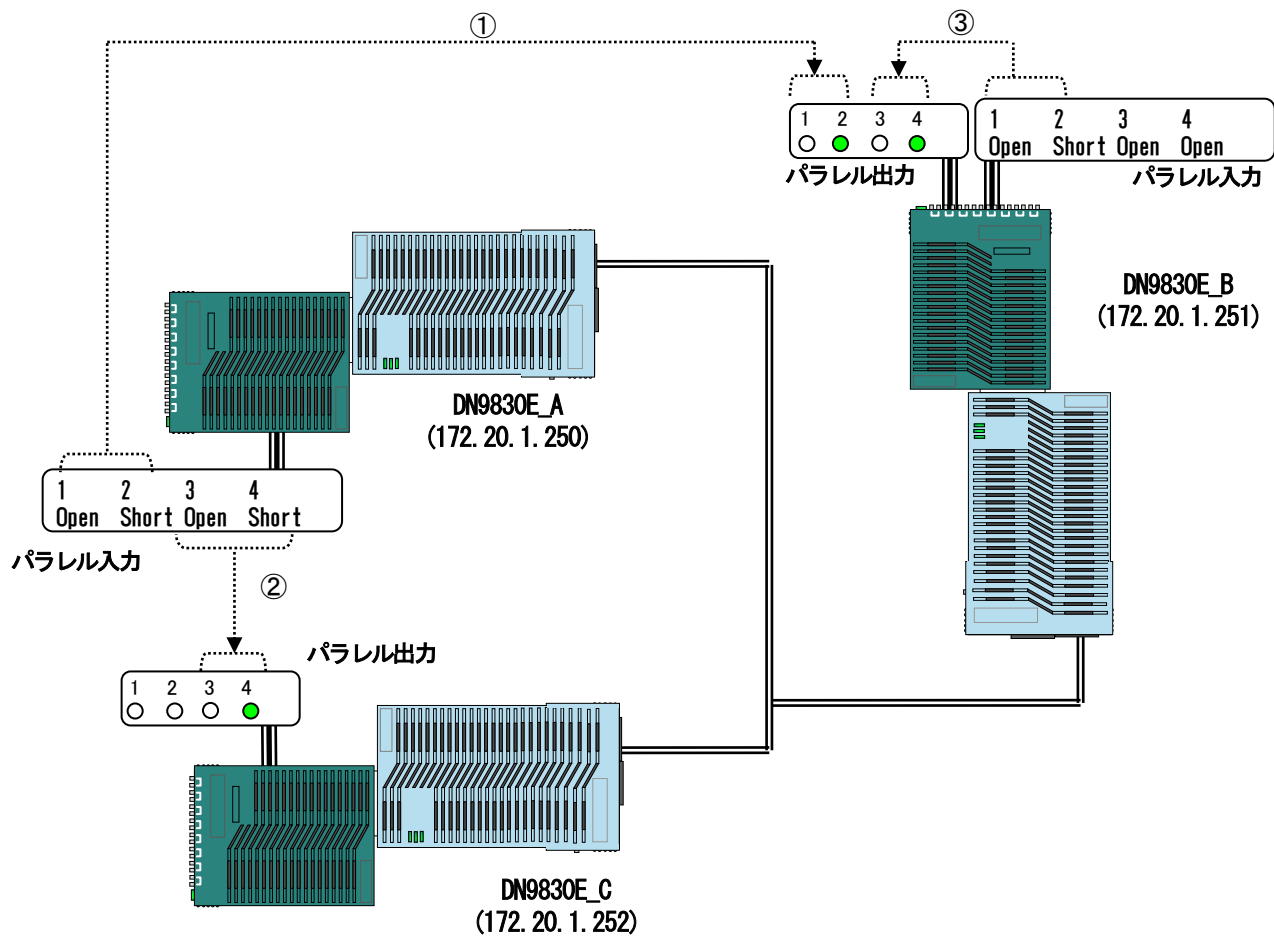 ①
③
1 2 3 4
1 2 3 4
Open Short Open Open
パラレル出力
パラレル入力
DN9830E_B
(172.20.1.251)
DN9830E_A
(172.20.1.250)
1 2 3 4
Open Short Open Short
パラレル入力
②
パラレル出力
1 2 3 4
DN9830E_C
(172.20.1.252)